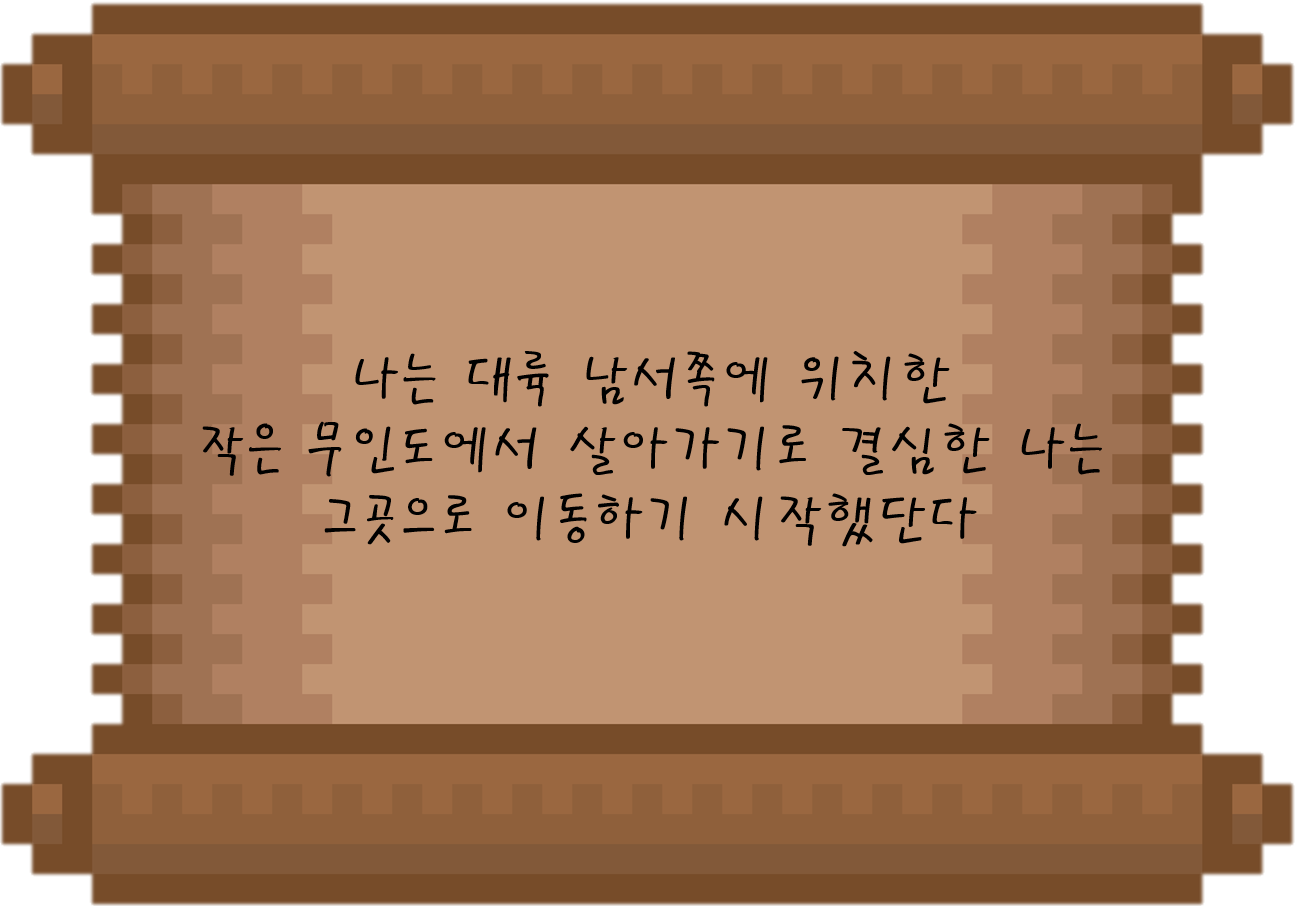 나는 대륙 남서쪽에 위치한
작은 무인도에서 살아가기로 결심한 나는
그곳으로 이동하기 시작했단다